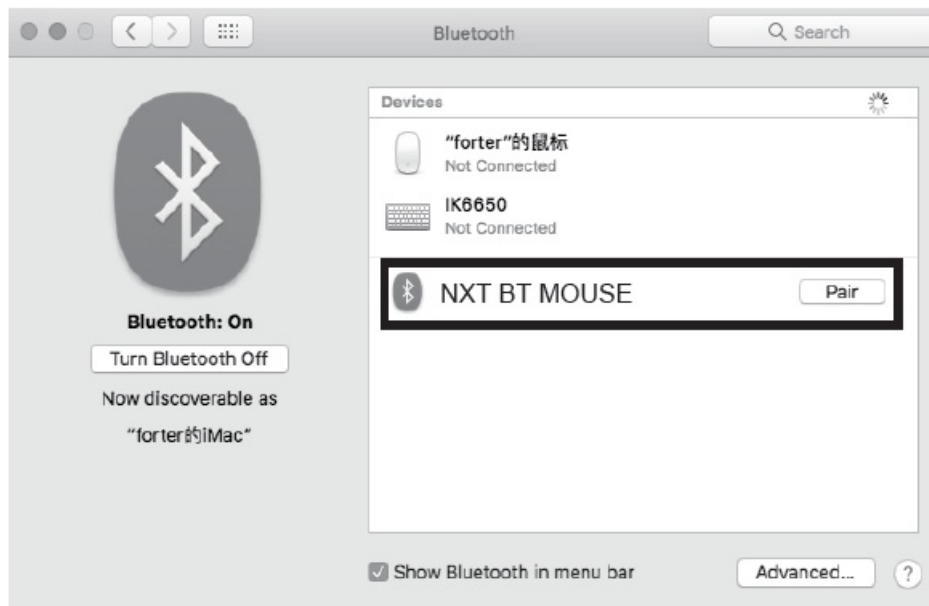 Bluetooth
Search
Devices
"forter"的鼠标
Not Connected
IK6650
Not Connected
NXT BT MOUSE
Pair
Bluetooth: On
Turn Bluetooth Off
Now discoverable as
"forter的iMac"
Show Bluetooth in menu bar
Advanced...
?